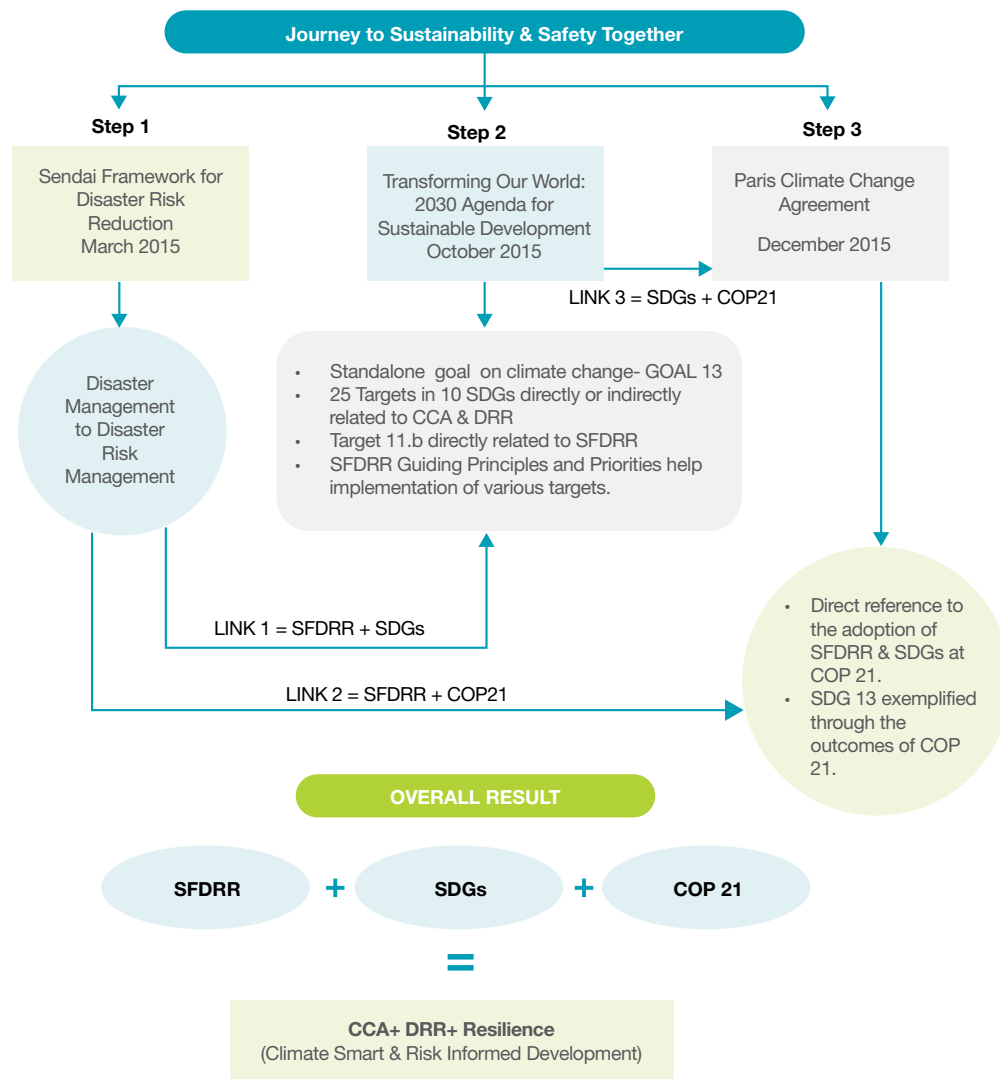 Journey to Sustainability & Safety Together
Step 1
Sendai Framework for
Disaster Risk
Reduction
March 2015
Step 2
Transforming Our World:
2030 Agenda for
Sustainable Development
October 2015
Step 3
Paris Climate Change
Agreement
December 2015
LINK 3 = SDGs + COP21
Disaster
Management
to Disaster
Risk
Management
• Standalone goal on climate change- GOAL 13
• 25 Targets in 10 SDGs directly or indirectly
related to CCA & DRR
• Target 11.b directly related to SFDRR
• SFDRR Guiding Principles and Priorities help
implementation of various targets.
LINK 1 = SFDRR + SDGs
LINK 2 = SFDRR + COP21
• Direct reference to
the adoption of
SFDRR & SDGs at
COP 21.
• SDG 13 exemplified
through the
outcomes of COP
21.
OVERALL RESULT
SFDRR + SDGs + COP 21
=
CCA+ DRR+ Resilience
(Climate Smart & Risk Informed Development)